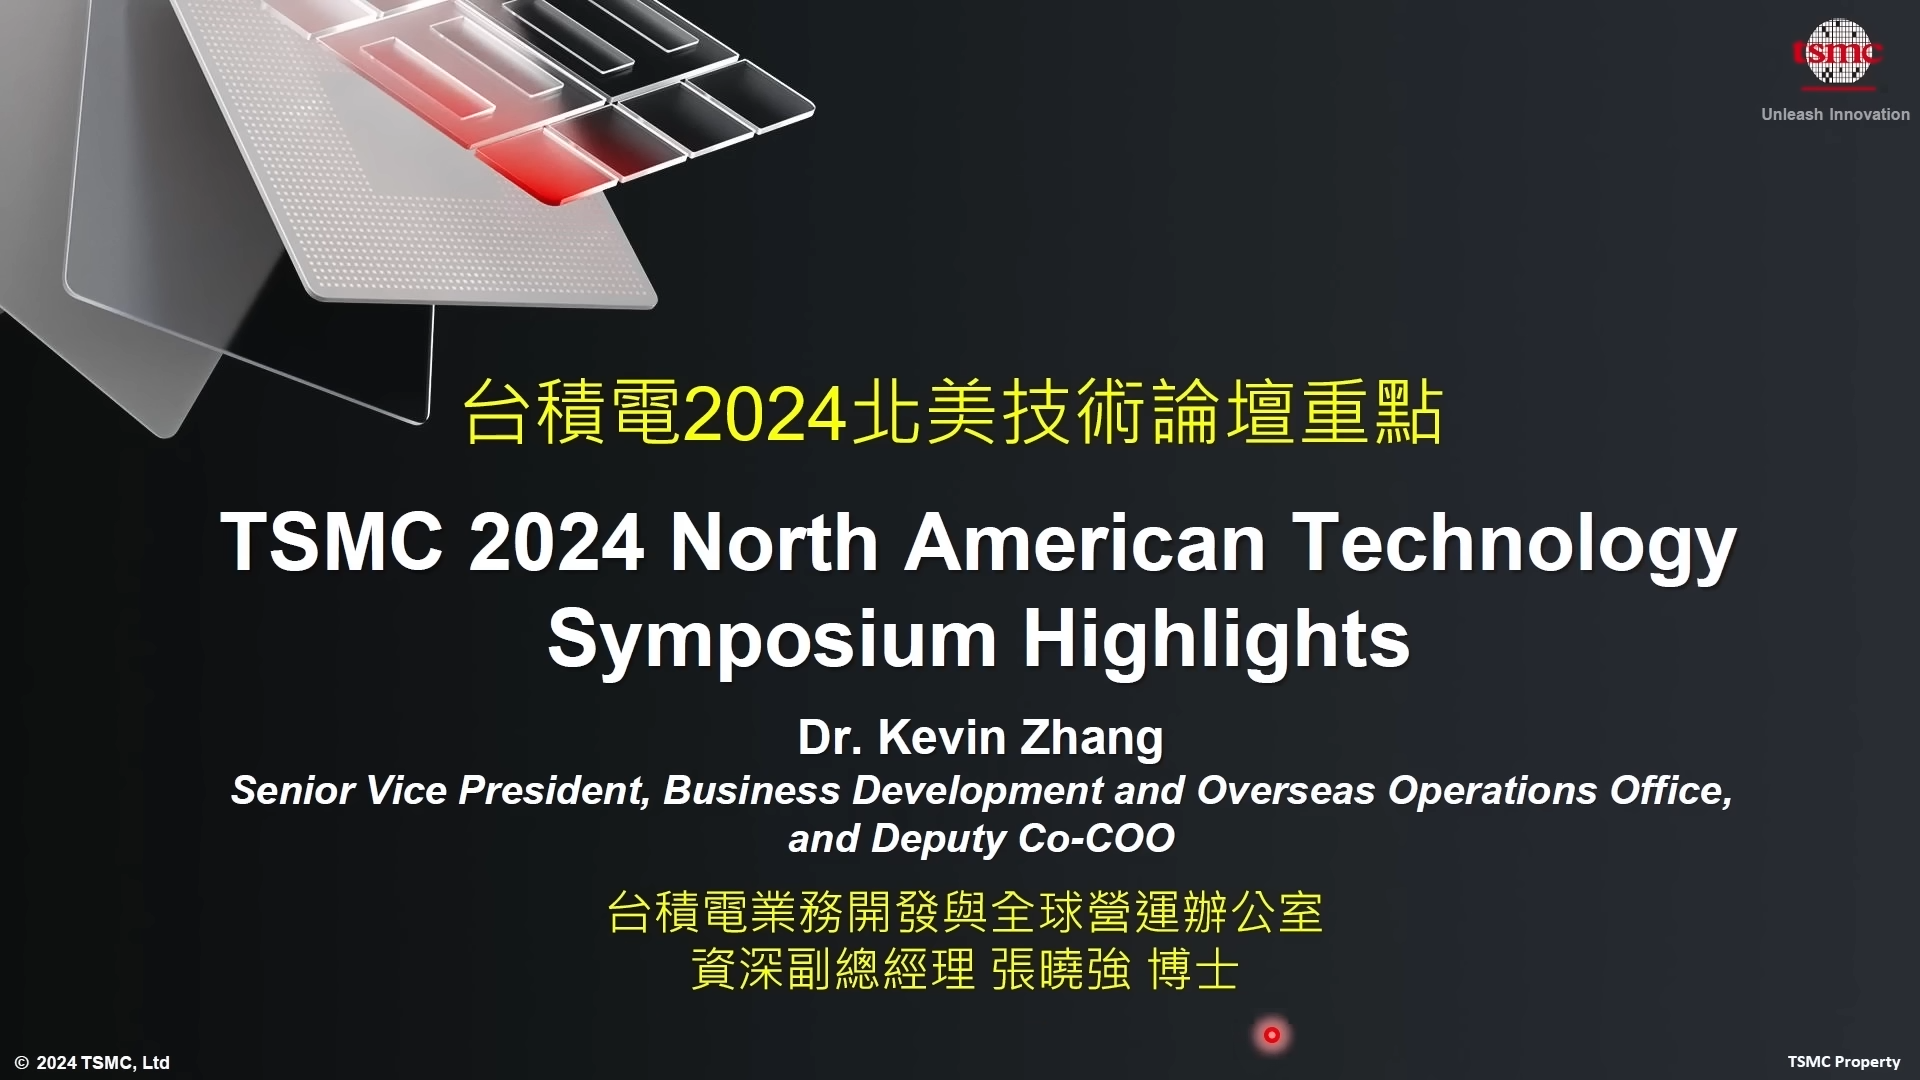 tsmc
Unleash Innovation
台積電2024北美技術論壇重點
TSMC 2024 North American Technology
Symposium Highlights
Dr. Kevin Zhang
Senior Vice President, Business Development and Overseas Operations Office,
and Deputy Co-COO
台積電業務開發與全球營運辦公室
資深副總經理 張曉強 博士
© 2024 TSMC, Ltd
TSMC Property